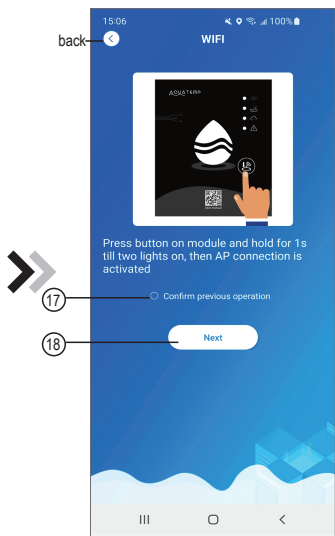 15:06 100%
back
WIFI
AQUATEMP
Press button on module and hold for 1s
till two lights on, then AP connection is
activated
17 Confirm previous operation
18 Next